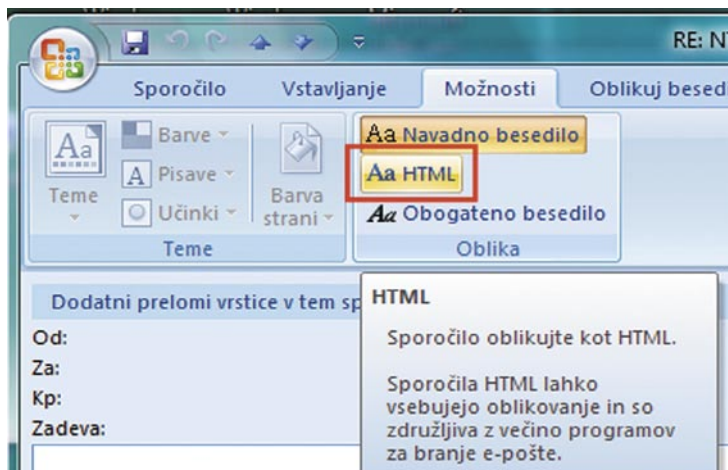 RE: N
Sporočilo Vstavljanje Možnosti Oblikuj besed
Aa
Teme
Barve
A Pisave
Učinki
Barva
strani
Teme
Aa Navadno besedilo
Aa HTML
Aa Obogateno besedilo
Oblika
Dodatni prelomi vrstice v tem sp
Od:
Za:
Kp:
Zadeva:
HTML
Sporočilo oblikujte kot HTML.
Sporočila HTML lahko
vsebujejo oblikovanje in so
združljiva z večino programov
za branje e-pošte.